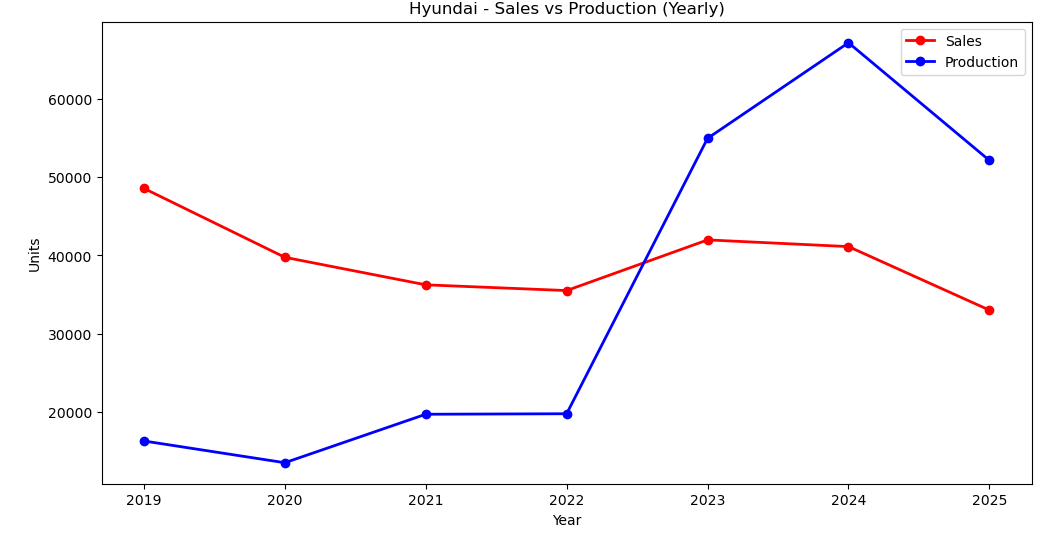 Hyundai - Sales vs Production (Yearly)
Sales
Production
Units
60000
50000
40000
30000
20000
2019 2020 2021 2022 2023 2024 2025
Year